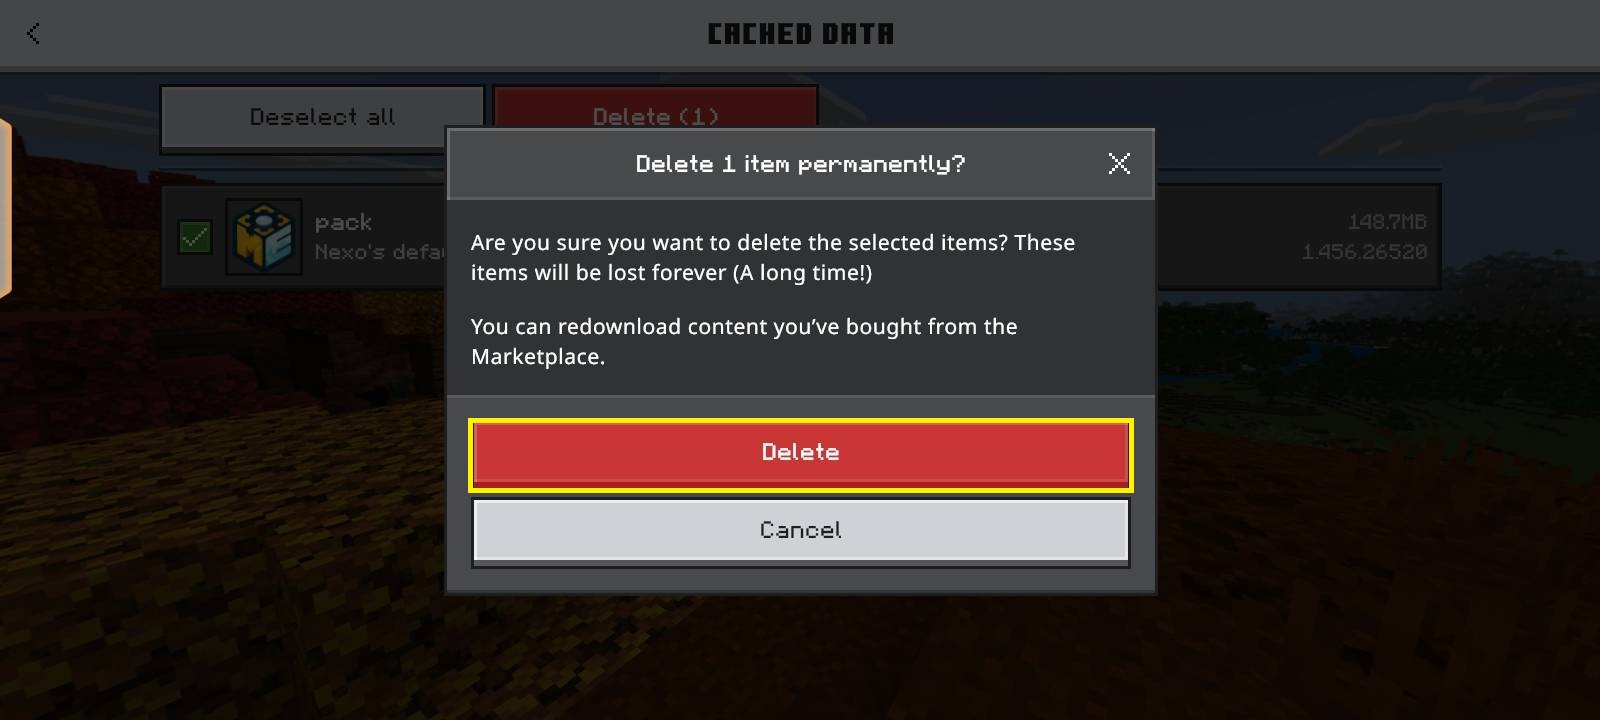 CACHED DATA
Deselect all
Delete (1)
Delete 1 item permanently?
pack
148.7MB
Nexo's defa
1.456.26520
Are you sure you want to delete the selected items? These
items will be lost forever (A long time!)
You can redownload content you’ve bought from the
Marketplace.
Delete
Cancel